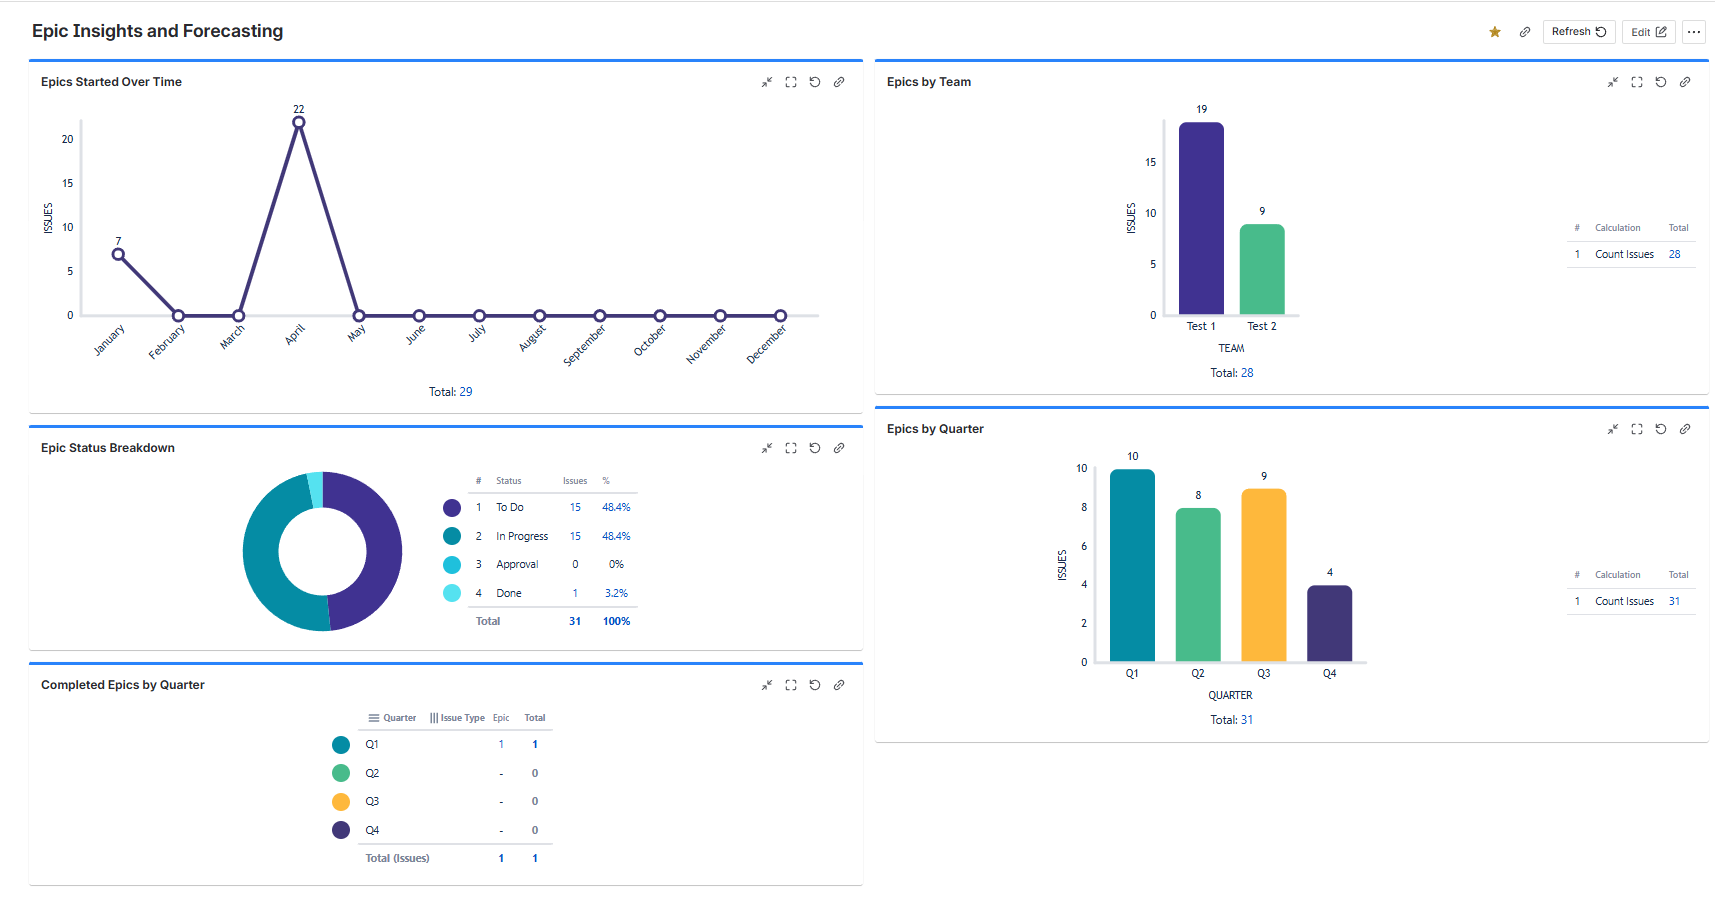 Epic Insights and Forecasting
Refresh
Edit
Epics Started Over Time
22
20
15
10
5
0
ISSUES
7
January
February
March
April
May
June
July
August
September
October
November
December
Total: 29
Epics by Team
19
15
10
5
0
ISSUES
9
Test 1
Test 2
TEAM
Total: 28
# Calculation Total
1 Count Issues 28
Epic Status Breakdown
# Status Issues %
1 To Do 15 48.4%
2 In Progress 15 48.4%
3 Approval 0 0%
4 Done 1 3.2%
Total 31 100%
Epics by Quarter
10
10
8
6
4
2
0
ISSUES
8
9
4
Q1
Q2
Q3
Q4
QUARTER
Total: 31
# Calculation Total
1 Count Issues 31
Completed Epics by Quarter
Quarter Issue Type Epic Total
Q1 1 1
Q2 - 0
Q3 - 0
Q4 - 0
Total (Issues) 1 1